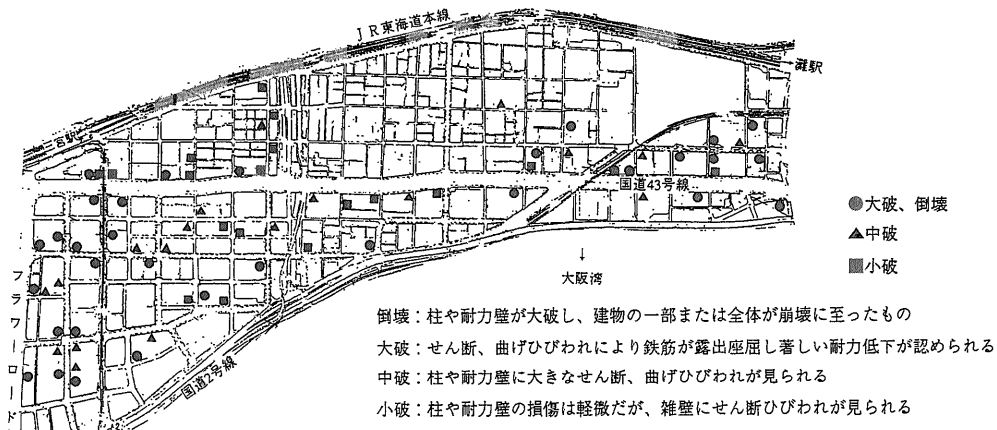 JR東海道本線
灘駅
国道43号線
●大破、倒壊
▲中破
■小破
↓
大阪湾
フラワーロード
国道2号線
倒壊：柱や耐力壁が大破し、建物の一部または全体が崩壊に至ったもの
大破：せん断、曲げひびわれにより鉄筋が露出座屈し著しい耐力低下が認められる
中破：柱や耐力壁に大きなせん断、曲げひびわれが見られる
小破：柱や耐力壁の損傷は軽微だが、雑壁にせん断ひびわれが見られる